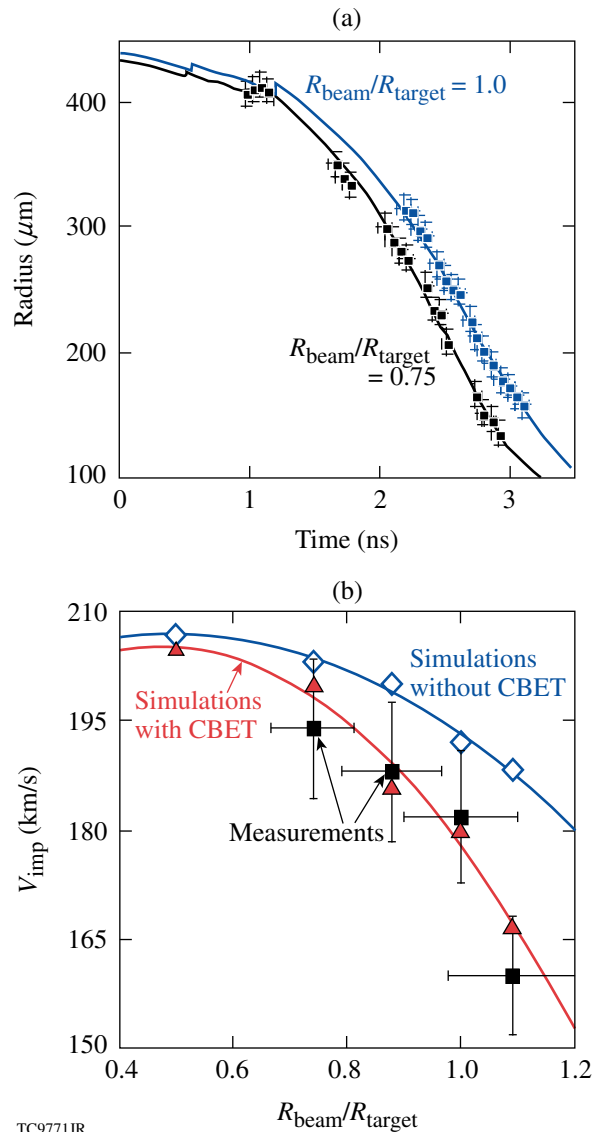 (a)
400
300
200
100
Radius (μm)
R_beam/R_target = 1.0
R_beam/R_target
= 0.75
0 1 2 3
Time (ns)
(b)
210
195
180
165
150
V_imp (km/s)
Simulations
without CBET
Simulations
with CBET
Measurements
0.4 0.6 0.8 1.0 1.2
R_beam/R_target
TC9771JR